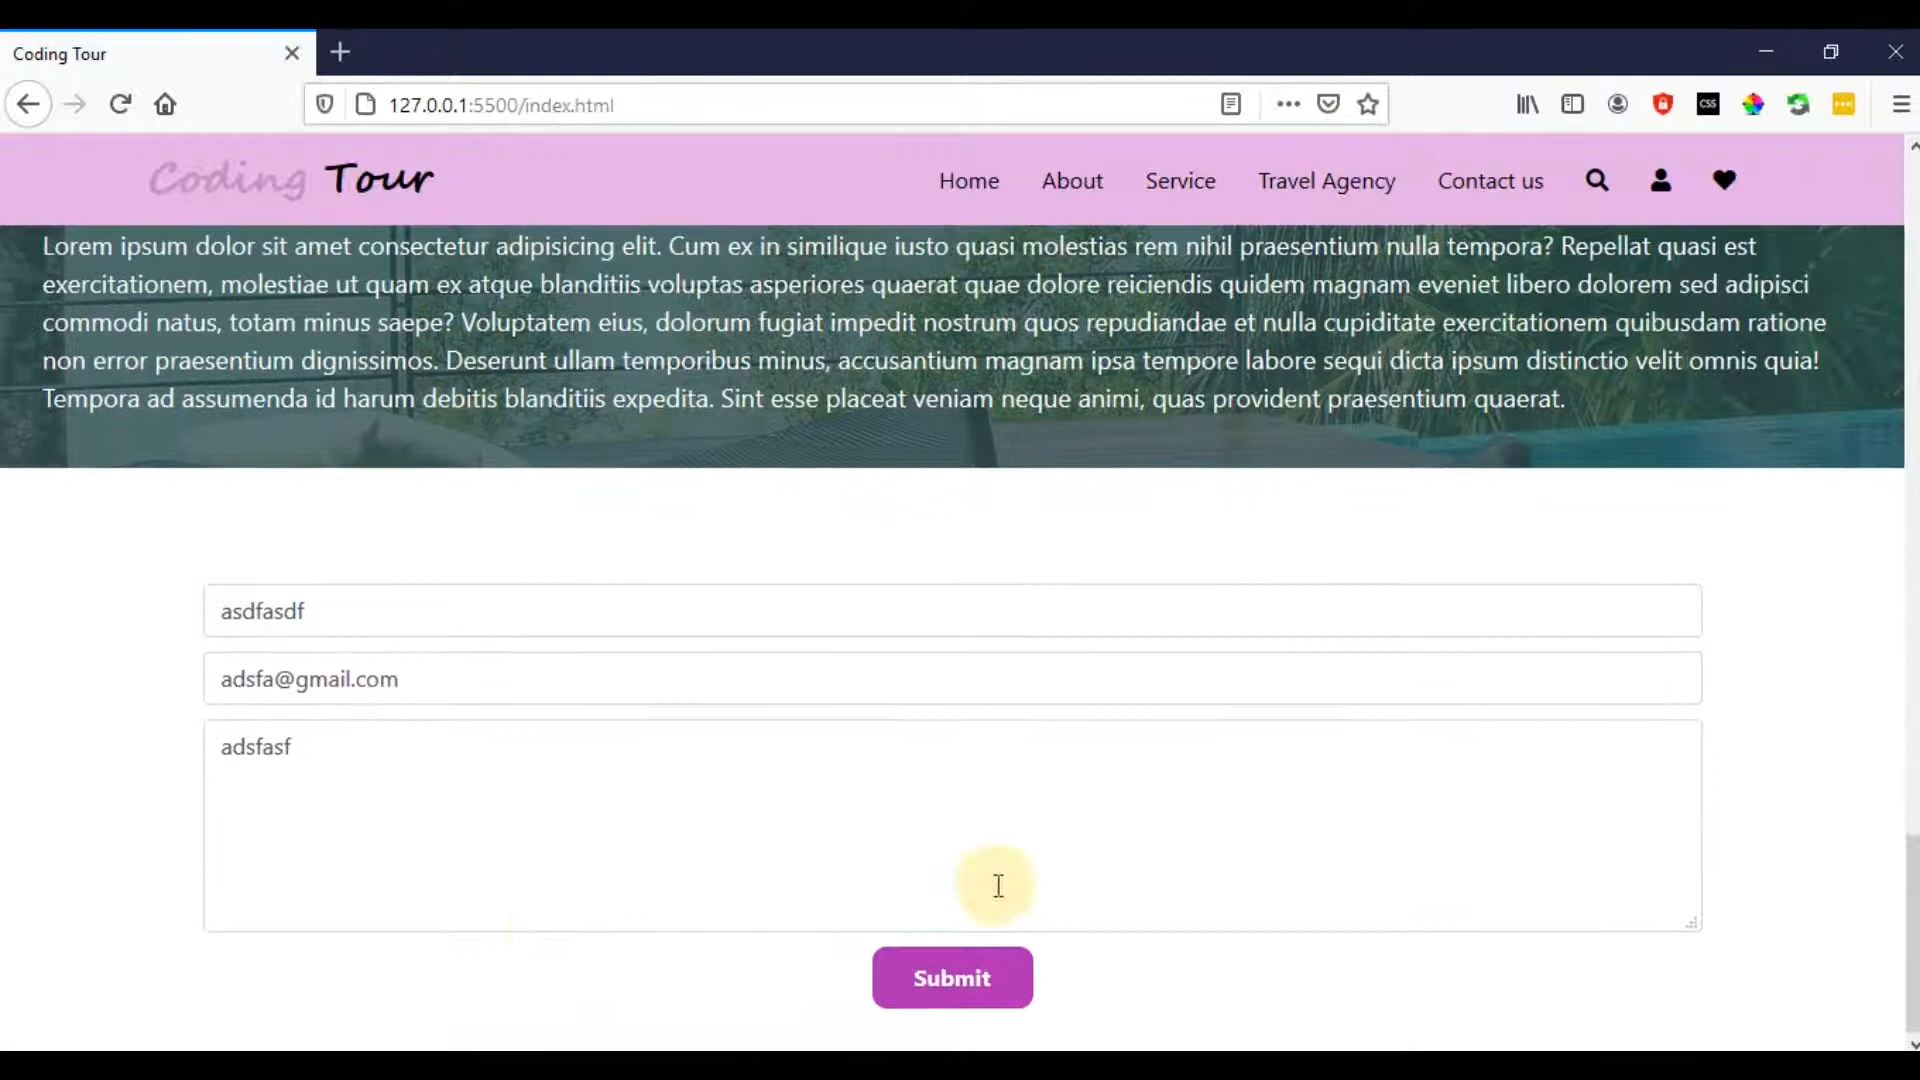 Coding Tour
127.0.0.1:5500/index.html
CSS
Coding Tour
Home About Service Travel Agency Contact us
Lorem ipsum dolor sit amet consectetur adipisicing elit. Cum ex in similique iusto quasi molestias rem nihil praesentium nulla tempora? Repellat quasi est
exercitationem, molestiae ut quam ex atque blanditiis voluptas asperiores quaerat quae dolore reiciendis quidem magnam eveniet libero dolorem sed adipisci
commodi natus, totam minus saepe? Voluptatem eius, dolorum fugiat impedit nostrum quos repudiandae et nulla cupiditate exercitationem quibusdam ratione
non error praesentium dignissimos. Deserunt ullam temporibus minus, accusantium magnam ipsa tempore labore sequi dicta ipsum distinctio velit omnis quia!
Tempora ad assumenda id harum debitis blanditiis expedita. Sint esse placeat veniam neque animi, quas provident praesentium quaerat.
asdfasdf
adsfa@gmail.com
adsfasf
Submit